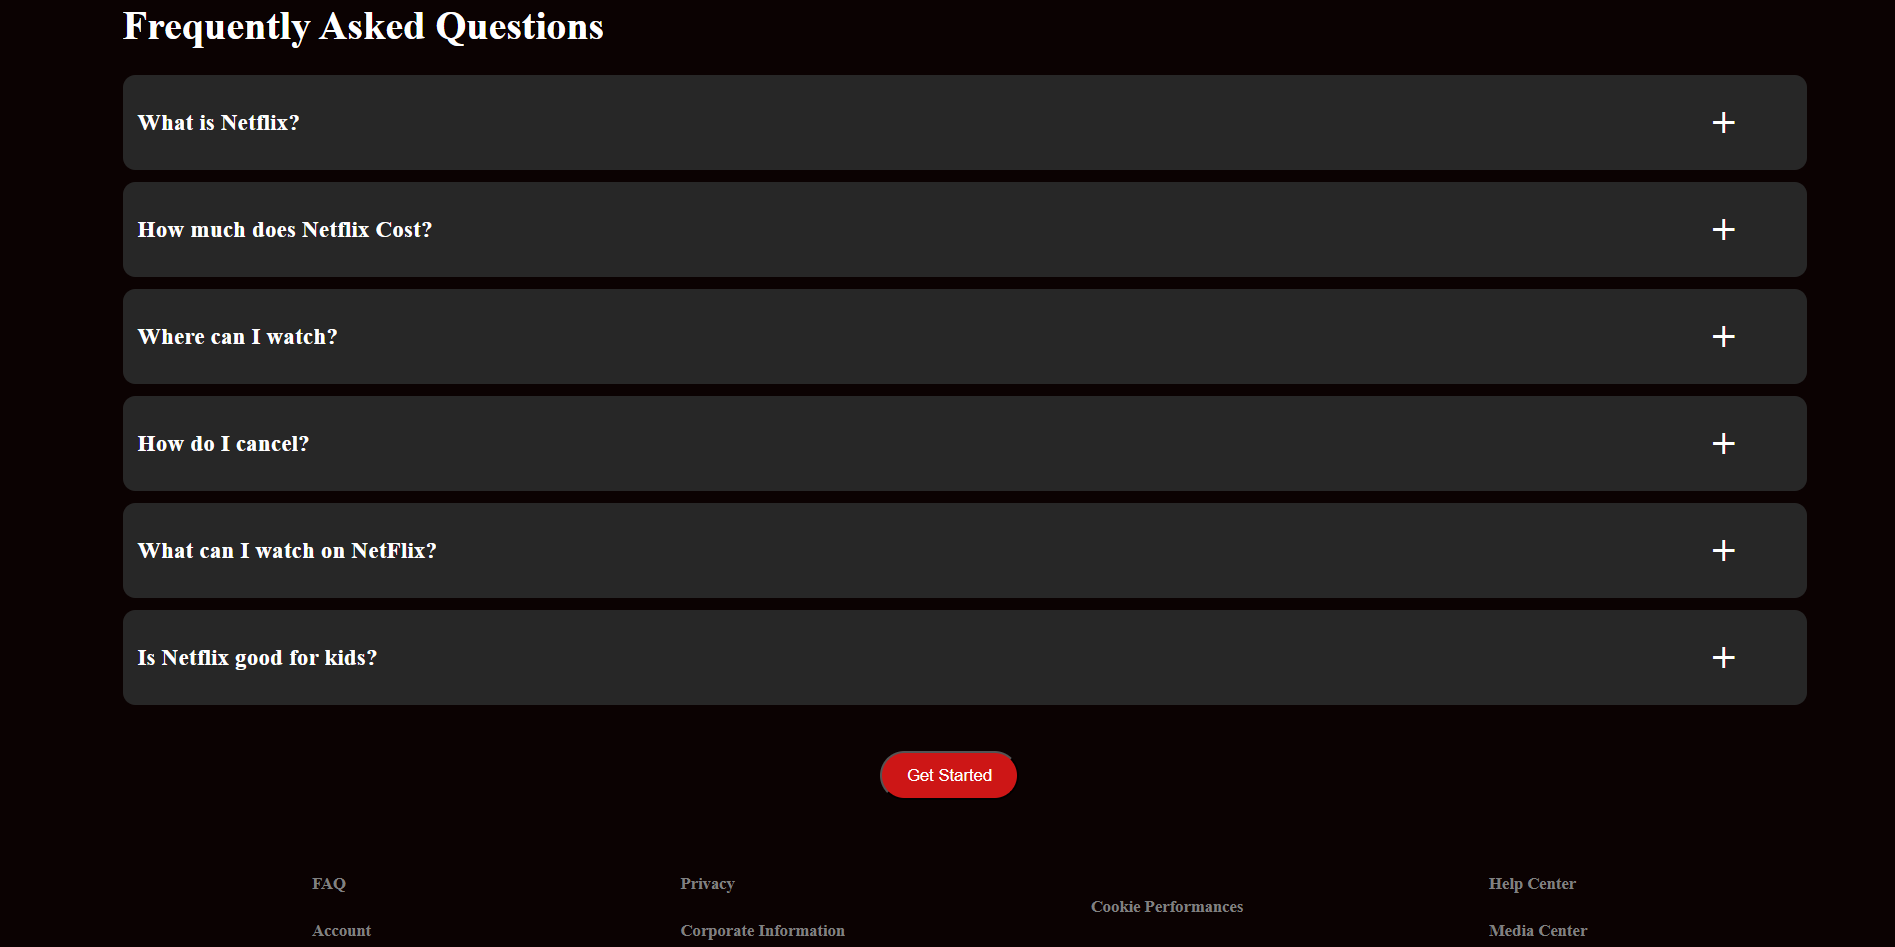 Frequently Asked Questions
What is Netflix?
How much does Netflix Cost?
Where can I watch?
How do I cancel?
What can I watch on NetFlix?
Is Netflix good for kids?
Get Started
FAQ
Account
Privacy
Corporate Information
Cookie Performances
Help Center
Media Center